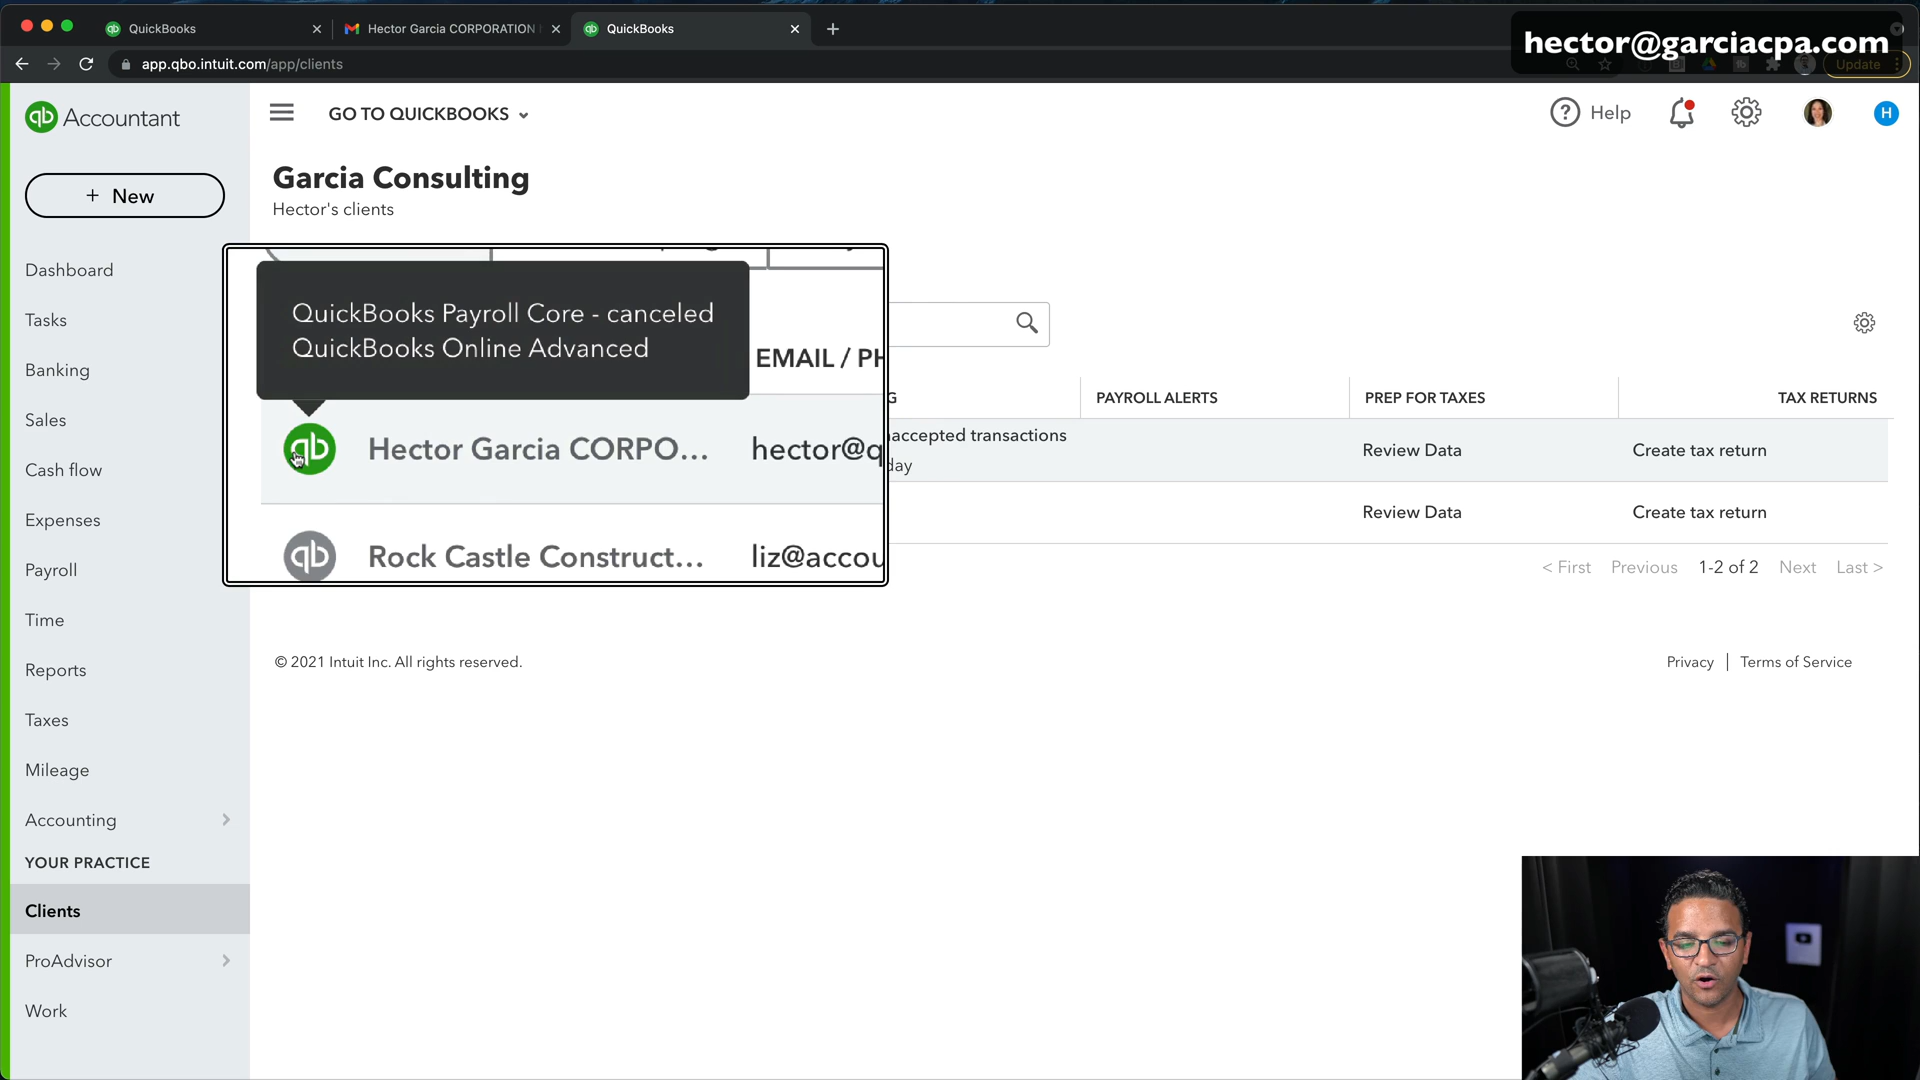 QuickBooks
Hector Garcia CORPORATION
QuickBooks
hector@garciacpa.com
app.qbo.intuit.com/app/clients
Update
qb Accountant
GO TO QUICKBOOKS
Help
H
+ New
Garcia Consulting
Hector's clients
Dashboard
Tasks
Banking
Sales
Cash flow
Expenses
Payroll
Time
Reports
Taxes
Mileage
Accounting
YOUR PRACTICE
Clients
ProAdvisor
Work
QuickBooks Payroll Core - canceled
QuickBooks Online Advanced
EMAIL / PH
G
PAYROLL ALERTS
PREP FOR TAXES
TAX RETURNS
qb Hector Garcia CORPO... hector@q
accepted transactions
day
Review Data
Create tax return
qb Rock Castle Construct... liz@accou
Review Data
Create tax return
< First Previous 1-2 of 2 Next Last >
© 2021 Intuit Inc. All rights reserved.
Privacy | Terms of Service